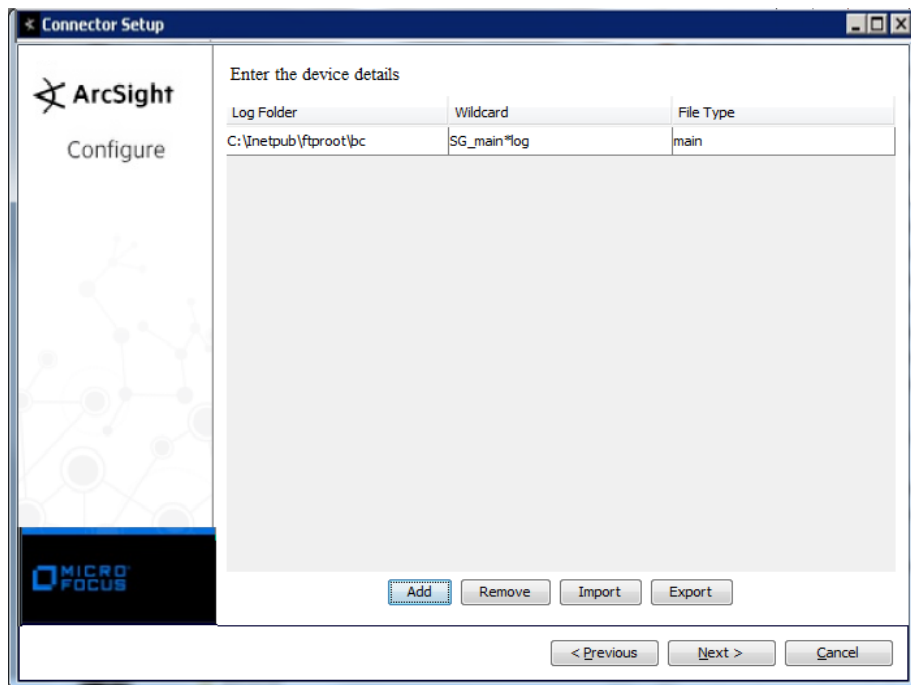 Connector Setup
ArcSight
Configure
Enter the device details
Log Folder Wildcard File Type
C:\Inetpub\ftproot\bc SG_main*log main
MICRO
FOCUS
Add Remove Import Export
< Previous Next > Cancel